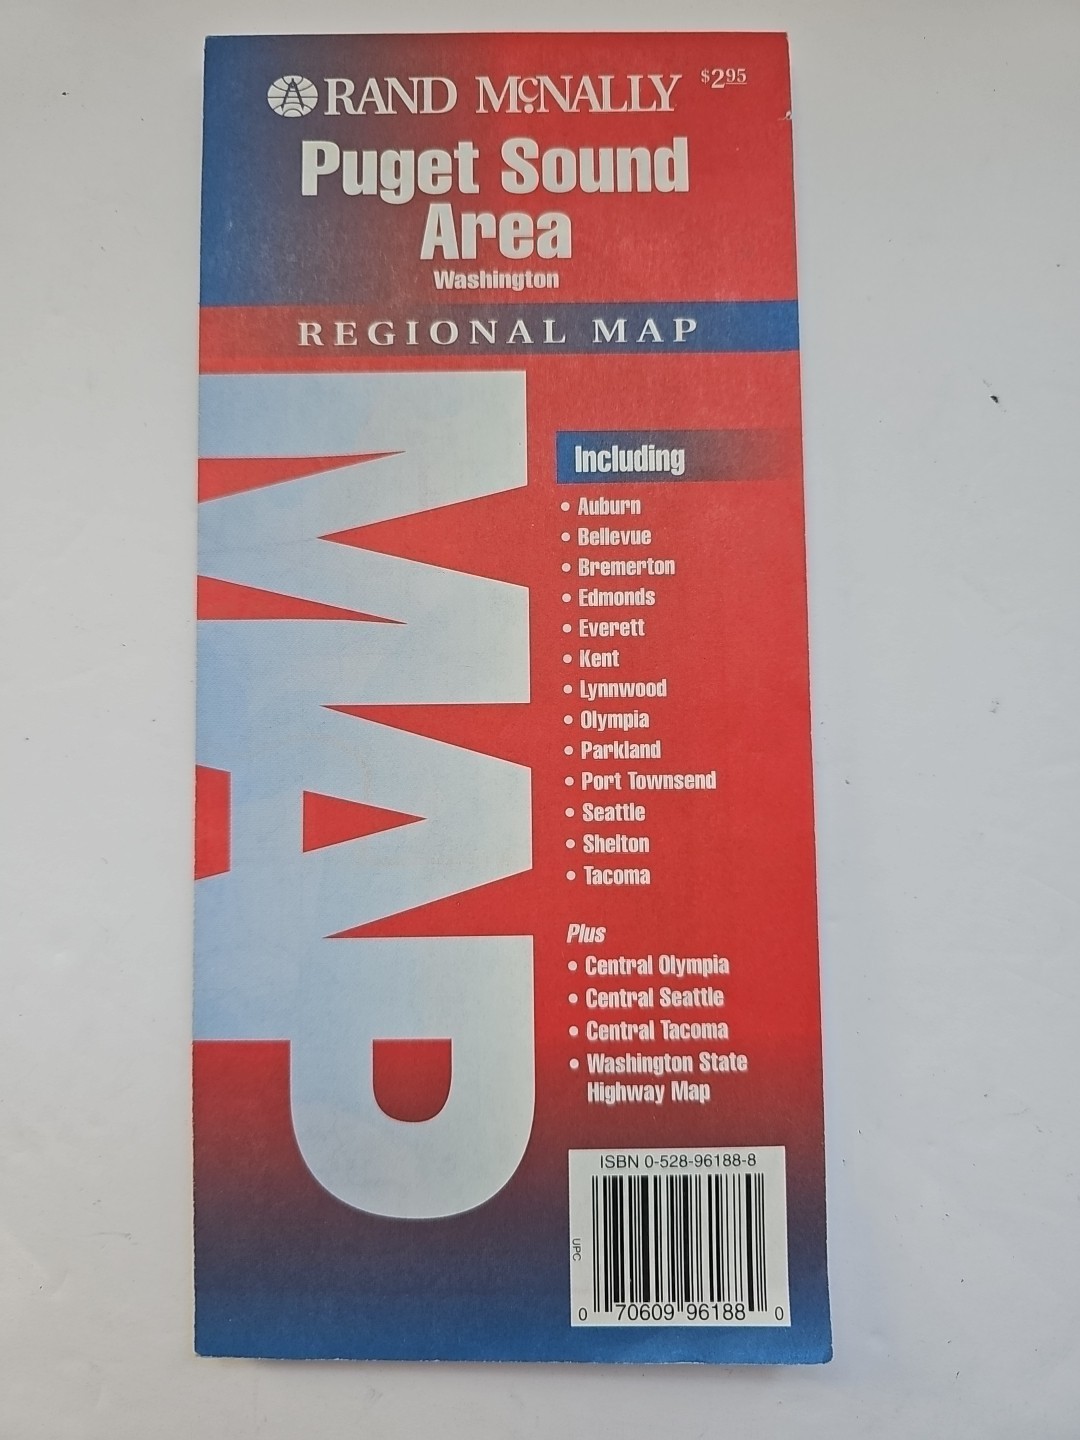 RAND McNALLY $2.95
Puget Sound
Area
Washington
REGIONAL MAP
MAP
Including
• Auburn
• Bellevue
• Bremerton
• Edmonds
• Everett
• Kent
• Lynnwood
• Olympia
• Parkland
• Port Townsend
• Seattle
• Shelton
• Tacoma
Plus
• Central Olympia
• Central Seattle
• Central Tacoma
• Washington State
Highway Map
ISBN 0-528-96188-8
UPC
0 70609 96188 0